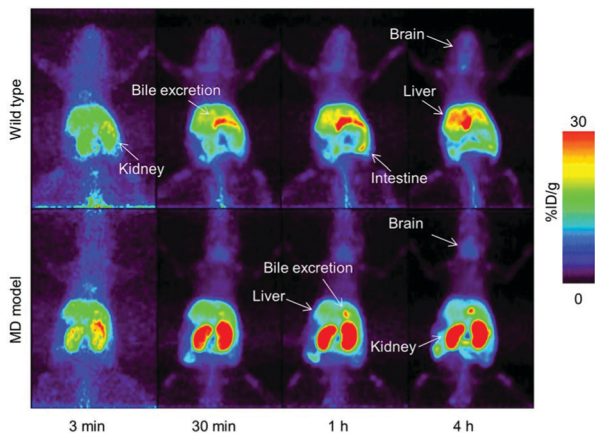 Wild type
Kidney
Bile excretion
Intestine
Brain
Liver
30
%ID/g
0
MD model
Liver
Bile excretion
Brain
Kidney
3 min
30 min
1 h
4 h